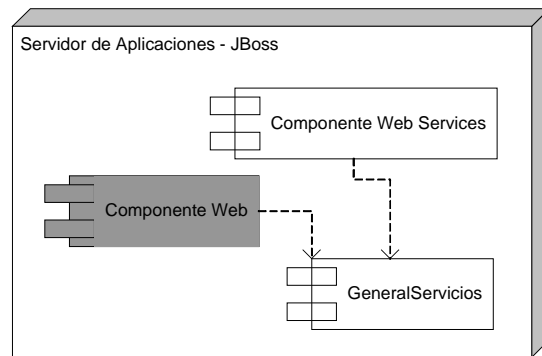 Servidor de Aplicaciones - JBoss
Componente Web Services
Componente Web
GeneralServicios